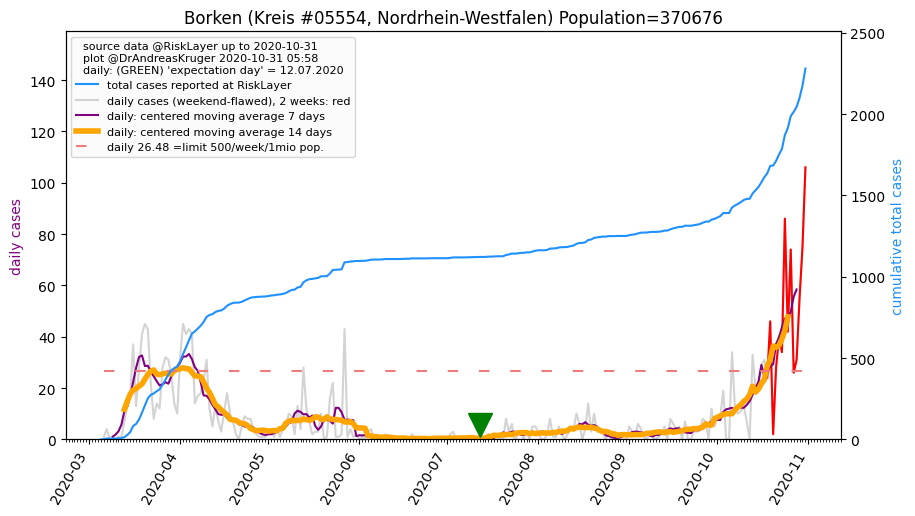 Borken (Kreis #05554, Nordrhein-Westfalen) Population=370676
source data @RiskLayer up to 2020-10-31
plot @DrAndreasKruger 2020-10-31 05:58
daily: (GREEN) 'expectation day' = 12.07.2020
total cases reported at RiskLayer
daily cases (weekend-flawed), 2 weeks: red
daily: centered moving average 7 days
daily: centered moving average 14 days
daily 26.48 =limit 500/week/1mio pop.
daily cases
140
120
100
80
60
40
20
0
2500
2000
1500
1000
500
0
cumulative total cases
2020-03
2020-04
2020-05
2020-06
2020-07
2020-08
2020-09
2020-10
2020-11